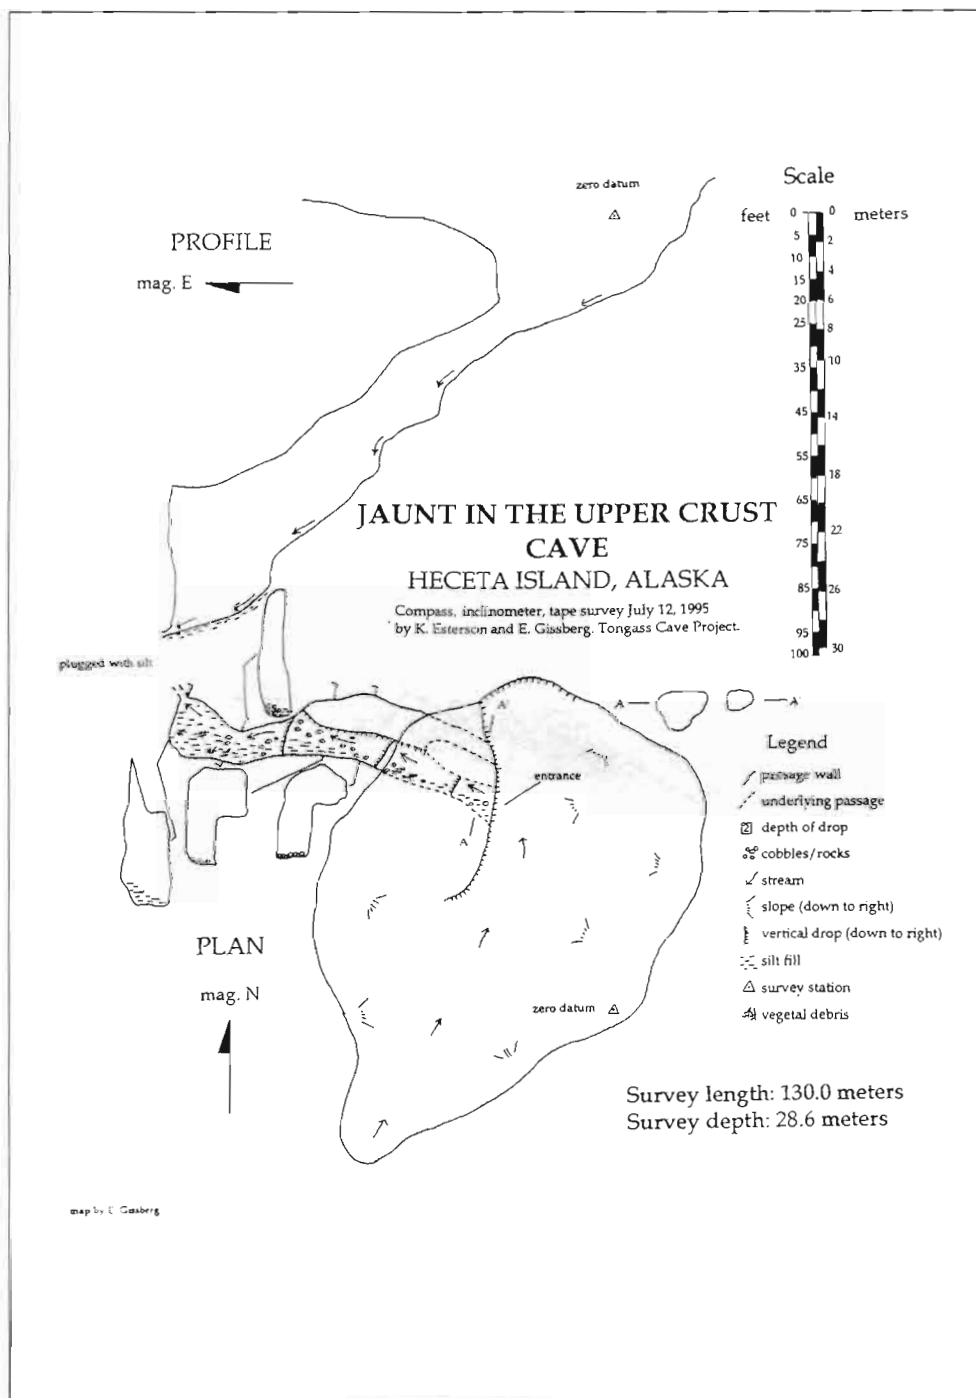 zero datum
Scale
feet
meters
0
5
10
15
20
25
35
45
55
65
75
85
95
100
0
2
4
6
8
10
14
18
22
26
30
PROFILE
mag. E
JAUNT IN THE UPPER CRUST
CAVE
HECETA ISLAND, ALASKA
Compass, inclinometer, tape survey July 12, 1995
by K. Esterson and E. Gissberg. Tongass Cave Project.
plugged with silt
A
A'
A
A'
entrance
Legend
passage wall
underlying passage
2 depth of drop
cobbles/rocks
stream
slope (down to right)
vertical drop (down to right)
silt fill
survey station
vegetal debris
PLAN
mag. N
zero datum
Survey length: 130.0 meters
Survey depth: 28.6 meters
map by E Gissberg